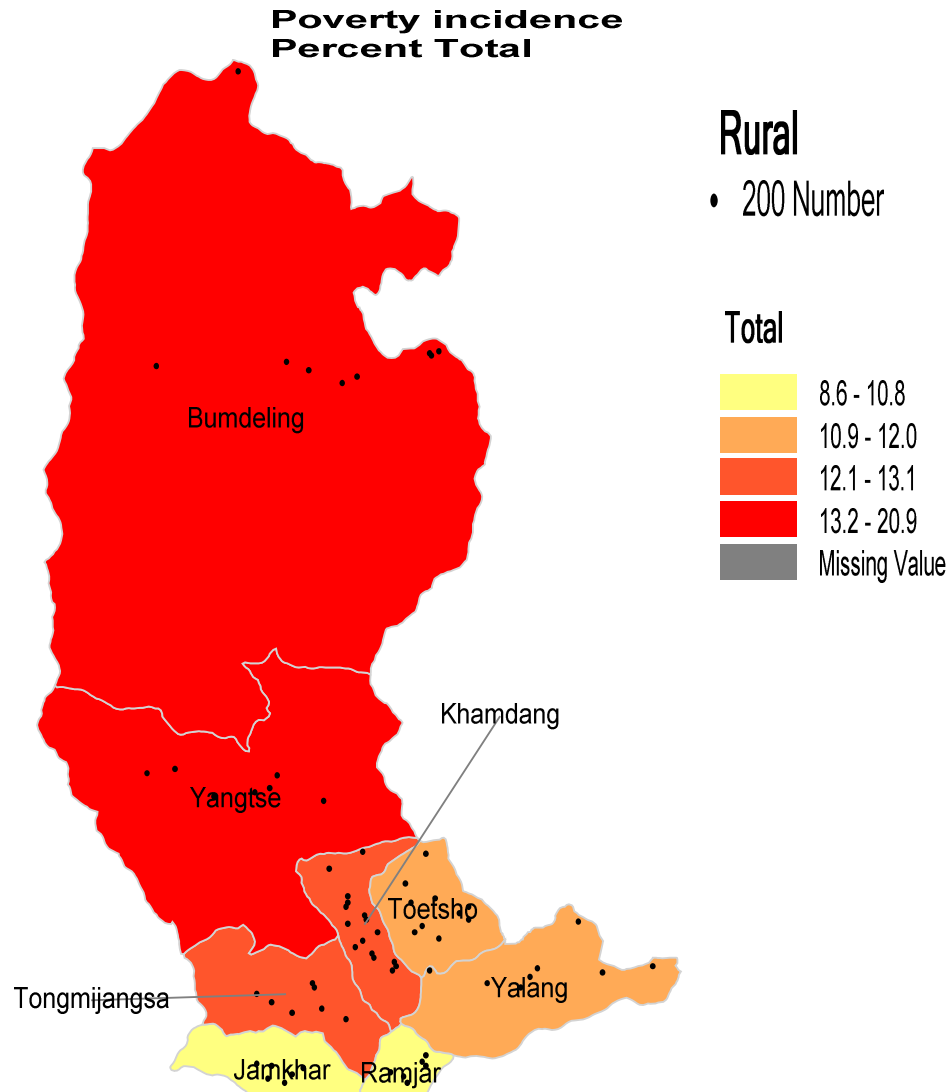 Poverty incidence
Percent Total
Rural
200 Number
Total
8.6 - 10.8
10.9 - 12.0
12.1 - 13.1
13.2 - 20.9
Missing Value
Bumdeling
Khamdang
Yangtse
Toetsho
Yalang
Tongmijangsa
Jamkhar
Ramjar